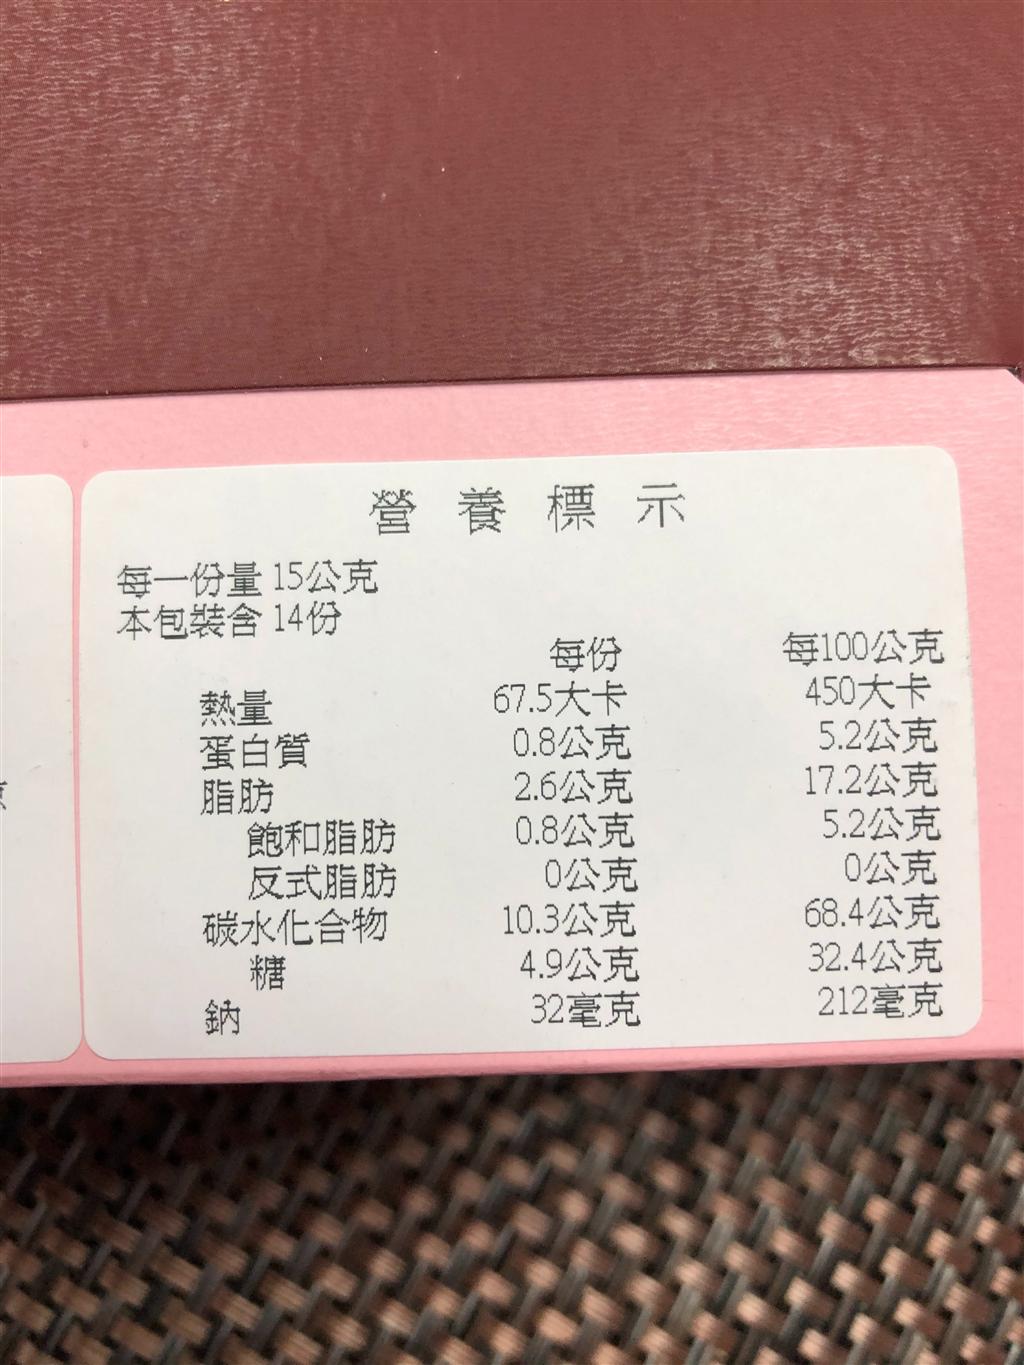 營養標示
每一份量 15公克
本包裝含 14份
每份 每100公克
熱量 67.5大卡 450大卡
蛋白質 0.8公克 5.2公克
脂肪 2.6公克 17.2公克
飽和脂肪 0.8公克 5.2公克
反式脂肪 0公克 0公克
碳水化合物 10.3公克 68.4公克
糖 4.9公克 32.4公克
鈉 32毫克 212毫克